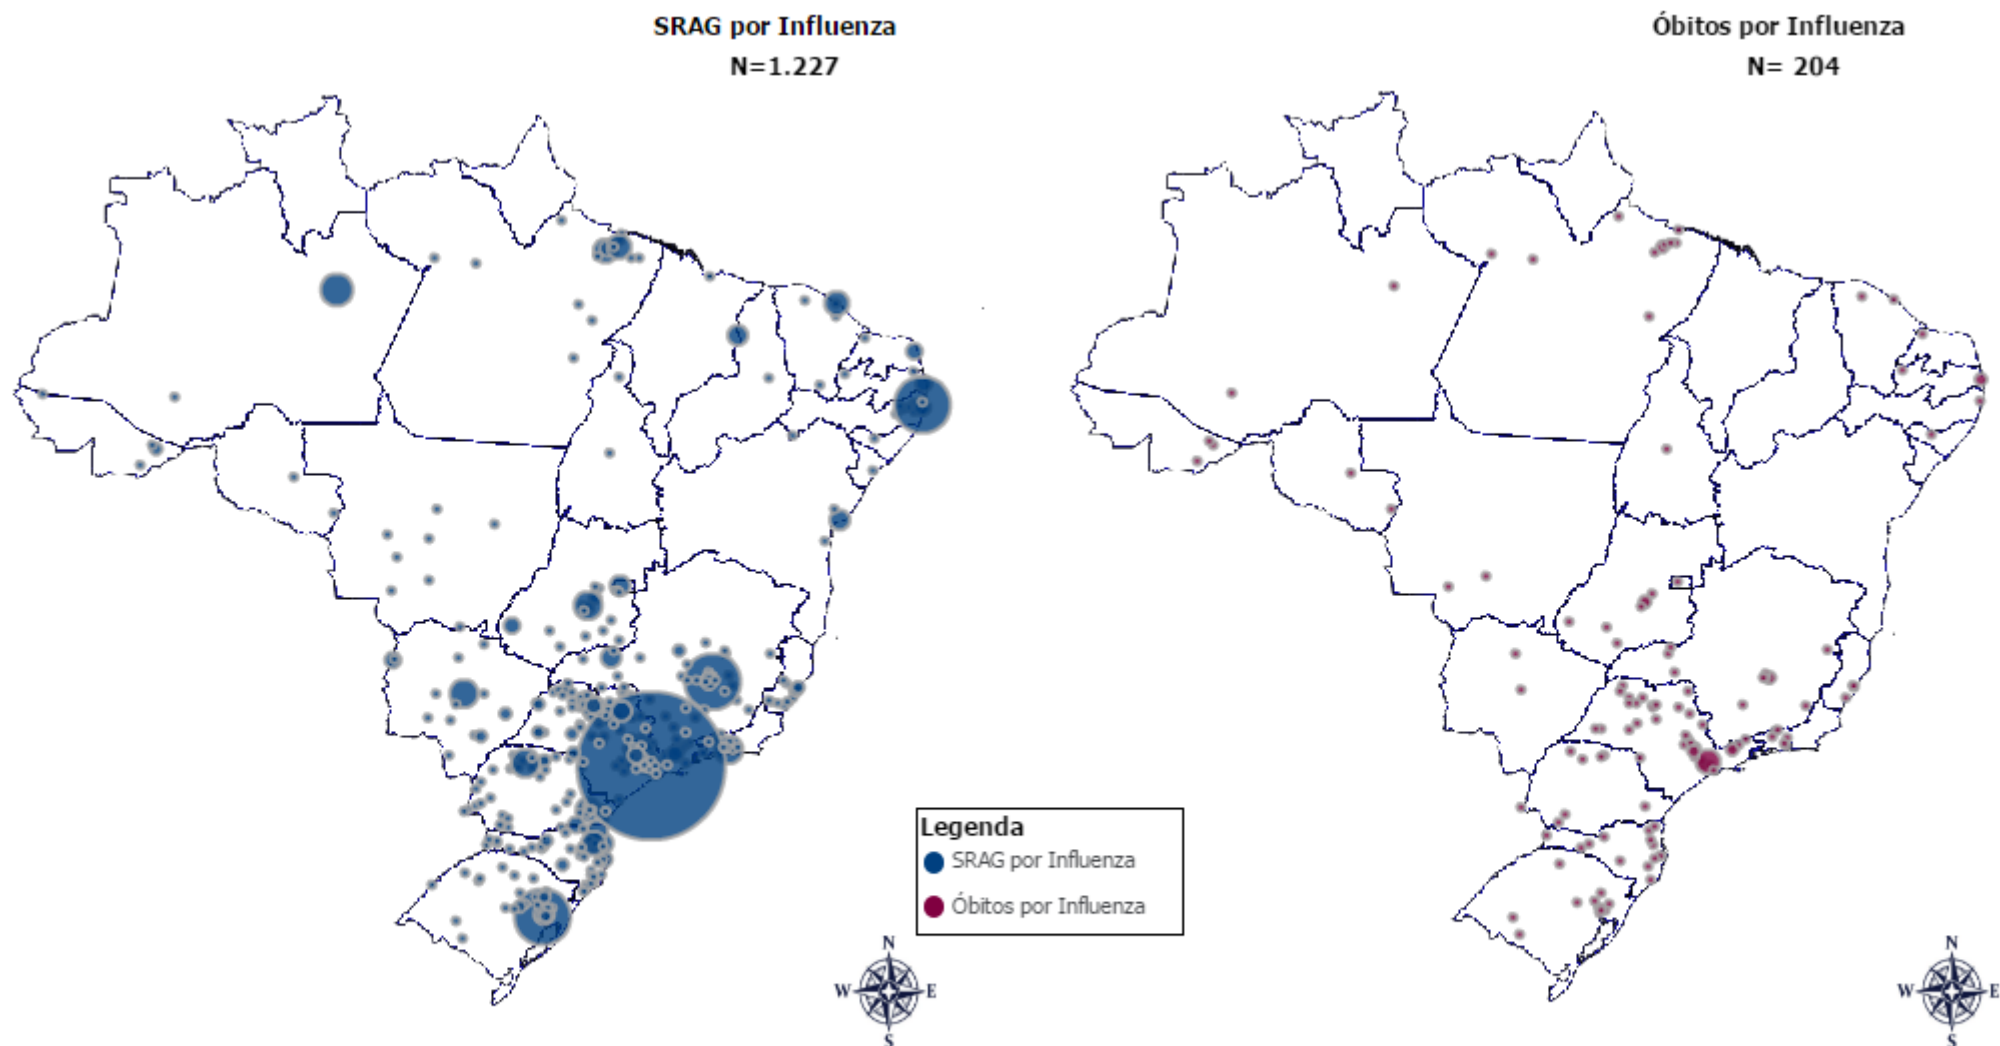 SRAG por Influenza
N=1.227
Óbitos por Influenza
N= 204
Legenda
SRAG por Influenza
Óbitos por Influenza
N
W E
S
N
W E
S